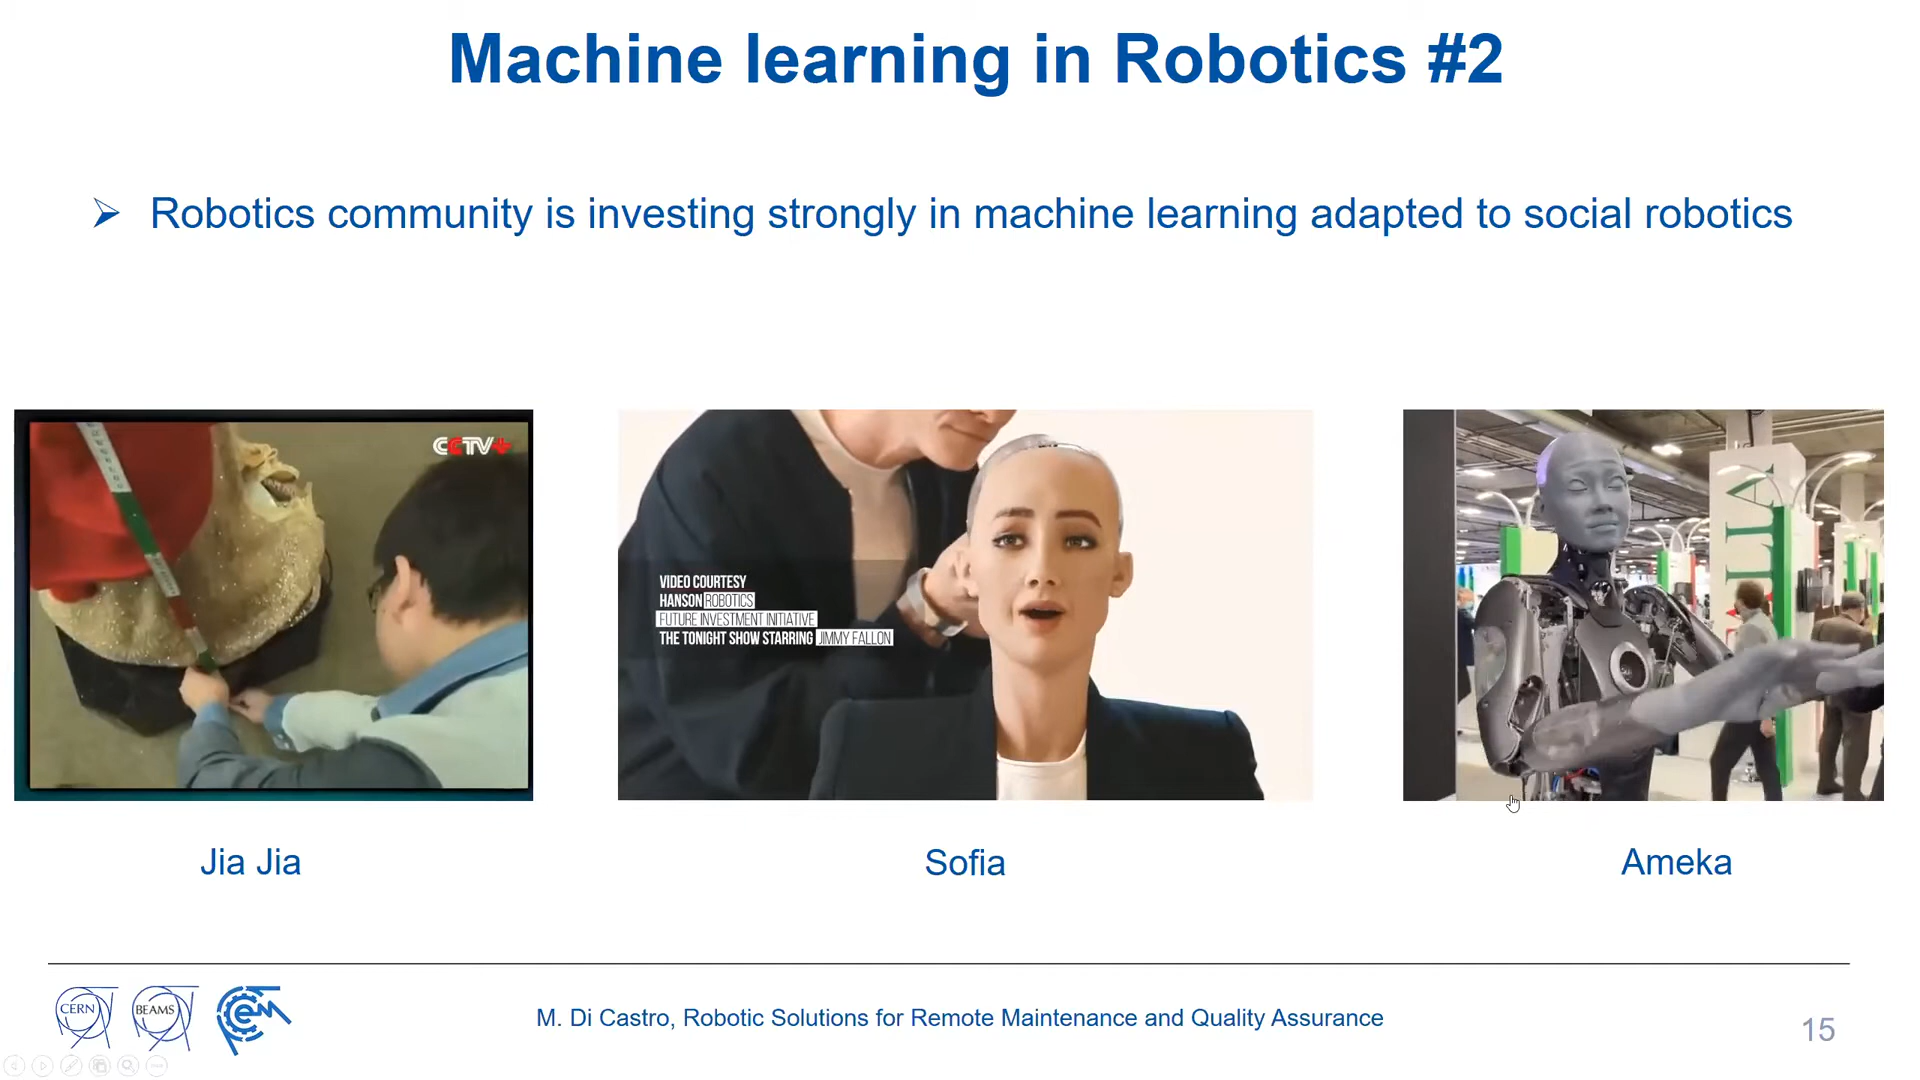 Machine learning in Robotics #2
➢ Robotics community is investing strongly in machine learning adapted to social robotics
CCTV+
VIDEO COURTESY
HANSON ROBOTICS
FUTURE INVESTMENT INITIATIVE
THE TONIGHT SHOW STARRING JIMMY FALLON
Jia Jia
Sofia
Ameka
CERN
BEAMS
M. Di Castro, Robotic Solutions for Remote Maintenance and Quality Assurance
15